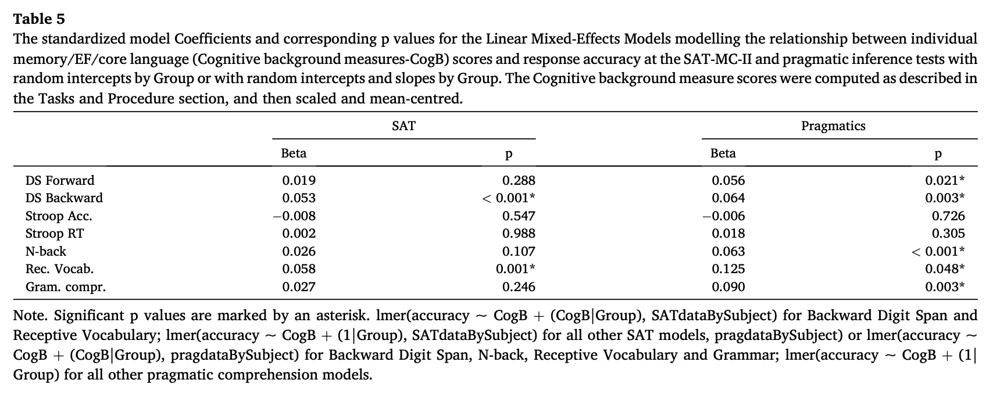 Table 5
The standardized model Coefficients and corresponding p values for the Linear Mixed-Effects Models modelling the relationship between individual
memory/EF/core language (Cognitive background measures-CogB) scores and response accuracy at the SAT-MC-II and pragmatic inference tests with
random intercepts by Group or with random intercepts and slopes by Group. The Cognitive background measure scores were computed as described in
the Tasks and Procedure section, and then scaled and mean-centred.
SAT Pragmatics
Beta p Beta p
DS Forward 0.019 0.288 0.056 0.021*
DS Backward 0.053 < 0.001* 0.064 0.003*
Stroop Acc. −0.008 0.547 −0.006 0.726
Stroop RT 0.002 0.988 0.018 0.305
N-back 0.026 0.107 0.063 < 0.001*
Rec. Vocab. 0.058 0.001* 0.125 0.048*
Gram. compr. 0.027 0.246 0.090 0.003*
Note. Significant p values are marked by an asterisk. lmer(accuracy ~ CogB + (CogB|Group), SATdataBySubject) for Backward Digit Span and
Receptive Vocabulary; lmer(accuracy ~ CogB + (1|Group), SATdataBySubject) for all other SAT models, pragdataBySubject) or lmer(accuracy ~
CogB + (CogB|Group), pragdataBySubject) for Backward Digit Span, N-back, Receptive Vocabulary and Grammar; lmer(accuracy ~ CogB + (1|
Group) for all other pragmatic comprehension models.